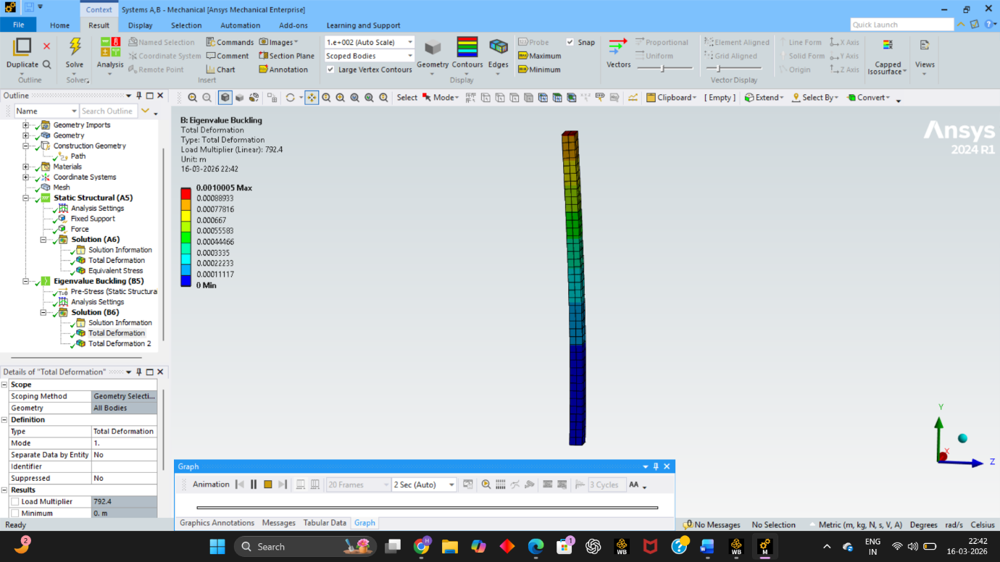 Context
Systems A,B - Mechanical [Ansys Mechanical Enterprise]
File Home Result Display Selection Automation Add-ons Learning and Support
Quick Launch
Duplicate
Outline
Solve
Solver
Analysis
Named Selection
Coordinate System
Remote Point
Commands
Comment
Chart
Images
Section Plane
Annotation
Insert
1.e+002 (Auto Scale)
Scoped Bodies
Large Vertex Contours
Geometry
Contours
Edges
Display
Probe
Snap
Maximum
Minimum
Vectors
Proportional
Uniform
Element Aligned
Grid Aligned
Line Form
Solid Form
Origin
X Axis
Y Axis
Z Axis
Vector Display
Capped
Isosurface
Views
Outline
Name
Search Outline
Select Mode Clipboard [ Empty ] Extend Select By Convert
Geometry Imports
Geometry
Construction Geometry
Path
Materials
Coordinate Systems
Mesh
Static Structural (A5)
Analysis Settings
Fixed Support
Force
Solution (A6)
Solution Information
Total Deformation
Equivalent Stress
Eigenvalue Buckling (B5)
T=0 Pre-Stress (Static Structura
Analysis Settings
Solution (B6)
Solution Information
Total Deformation
Total Deformation 2
Details of "Total Deformation"
Scope
Scoping Method Geometry Selecti...
Geometry All Bodies
Definition
Type Total Deformation
Mode 1.
Separate Data by Entity No
Identifier
Suppressed No
Results
Load Multiplier 792.4
Minimum 0. m
B: Eigenvalue Buckling
Total Deformation
Type: Total Deformation
Load Multiplier (Linear): 792.4
Unit: m
16-03-2026 22:42
0.0010005 Max
0.00088933
0.00077816
0.000667
0.00055583
0.00044466
0.0003335
0.00022233
0.00011117
0 Min
Ansys
2024 R1
Y
X
Z
Graph
Animation 20 Frames 2 Sec (Auto) 3 Cycles AA
Graphics Annotations Messages Tabular Data Graph
Ready
0 No Messages No Selection Metric (m, kg, N, s, V, A) Degrees rad/s Celsius
2
Search
H
1
WB
WB
M
ENG
IN
22:42
16-03-2026